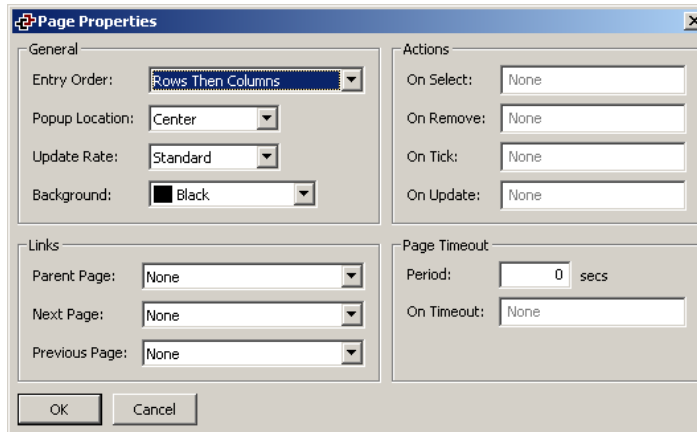 Page Properties
General
Entry Order: Rows Then Columns
Popup Location: Center
Update Rate: Standard
Background: Black
Actions
On Select: None
On Remove: None
On Tick: None
On Update: None
Links
Parent Page: None
Next Page: None
Previous Page: None
Page Timeout
Period: 0 secs
On Timeout: None
OK Cancel